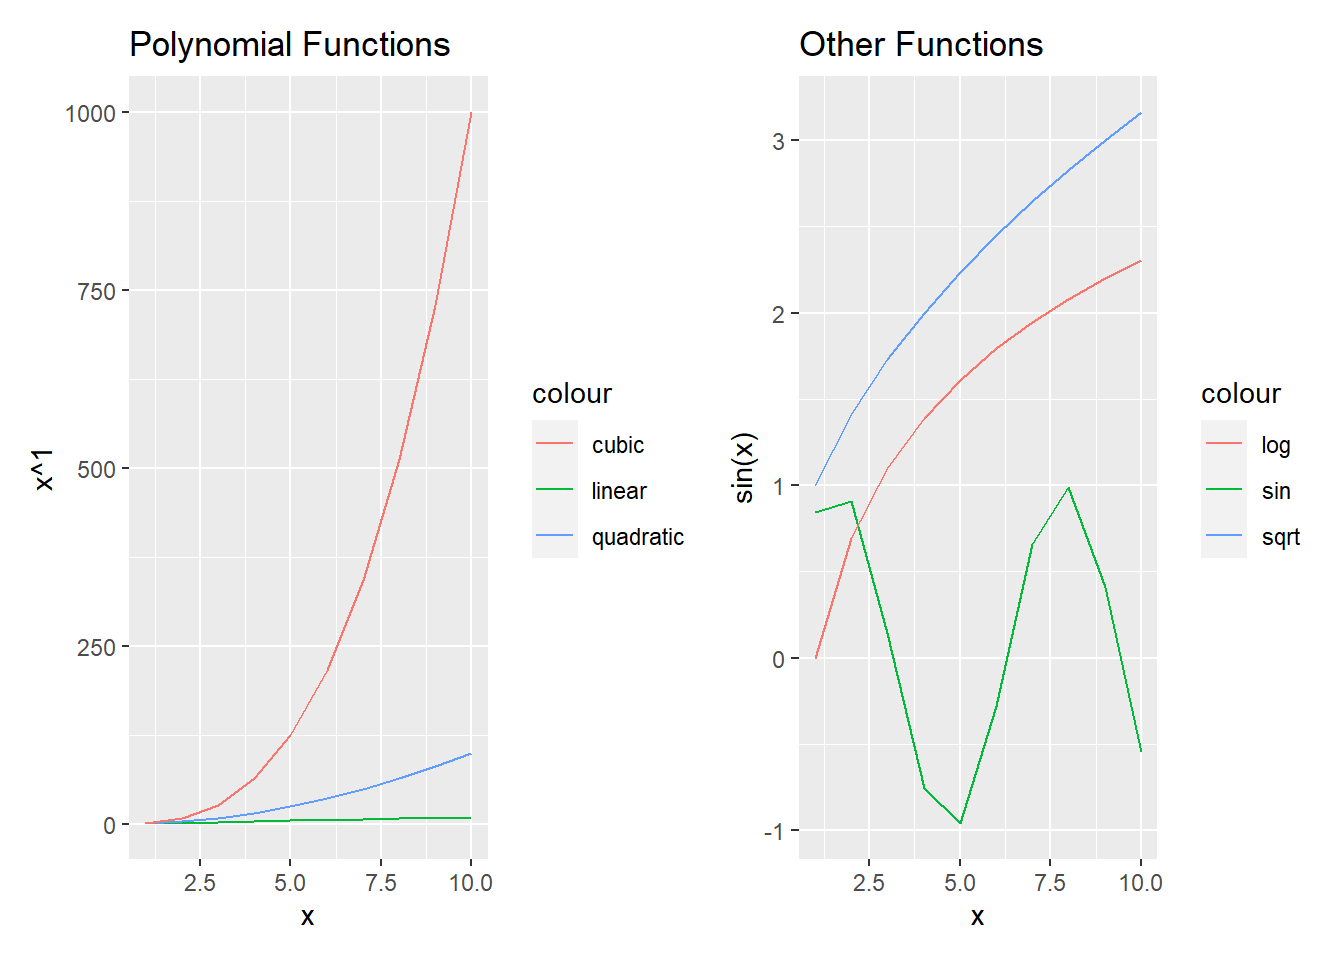 Polynomial Functions
1000
750
500
250
0
x^1
2.5 5.0 7.5 10.0
x
colour
cubic
linear
quadratic
Other Functions
3
2
1
0
-1
sin(x)
2.5 5.0 7.5 10.0
x
colour
log
sin
sqrt